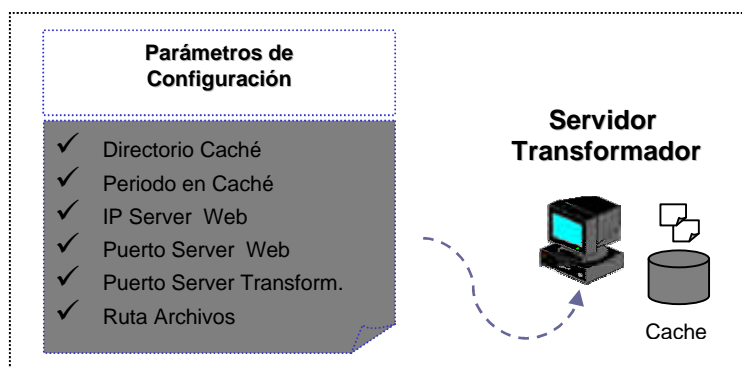 Parámetros de
Configuración
Directorio Caché
Periodo en Caché
IP Server Web
Puerto Server Web
Puerto Server Transform.
Ruta Archivos
Servidor
Transformador
Cache